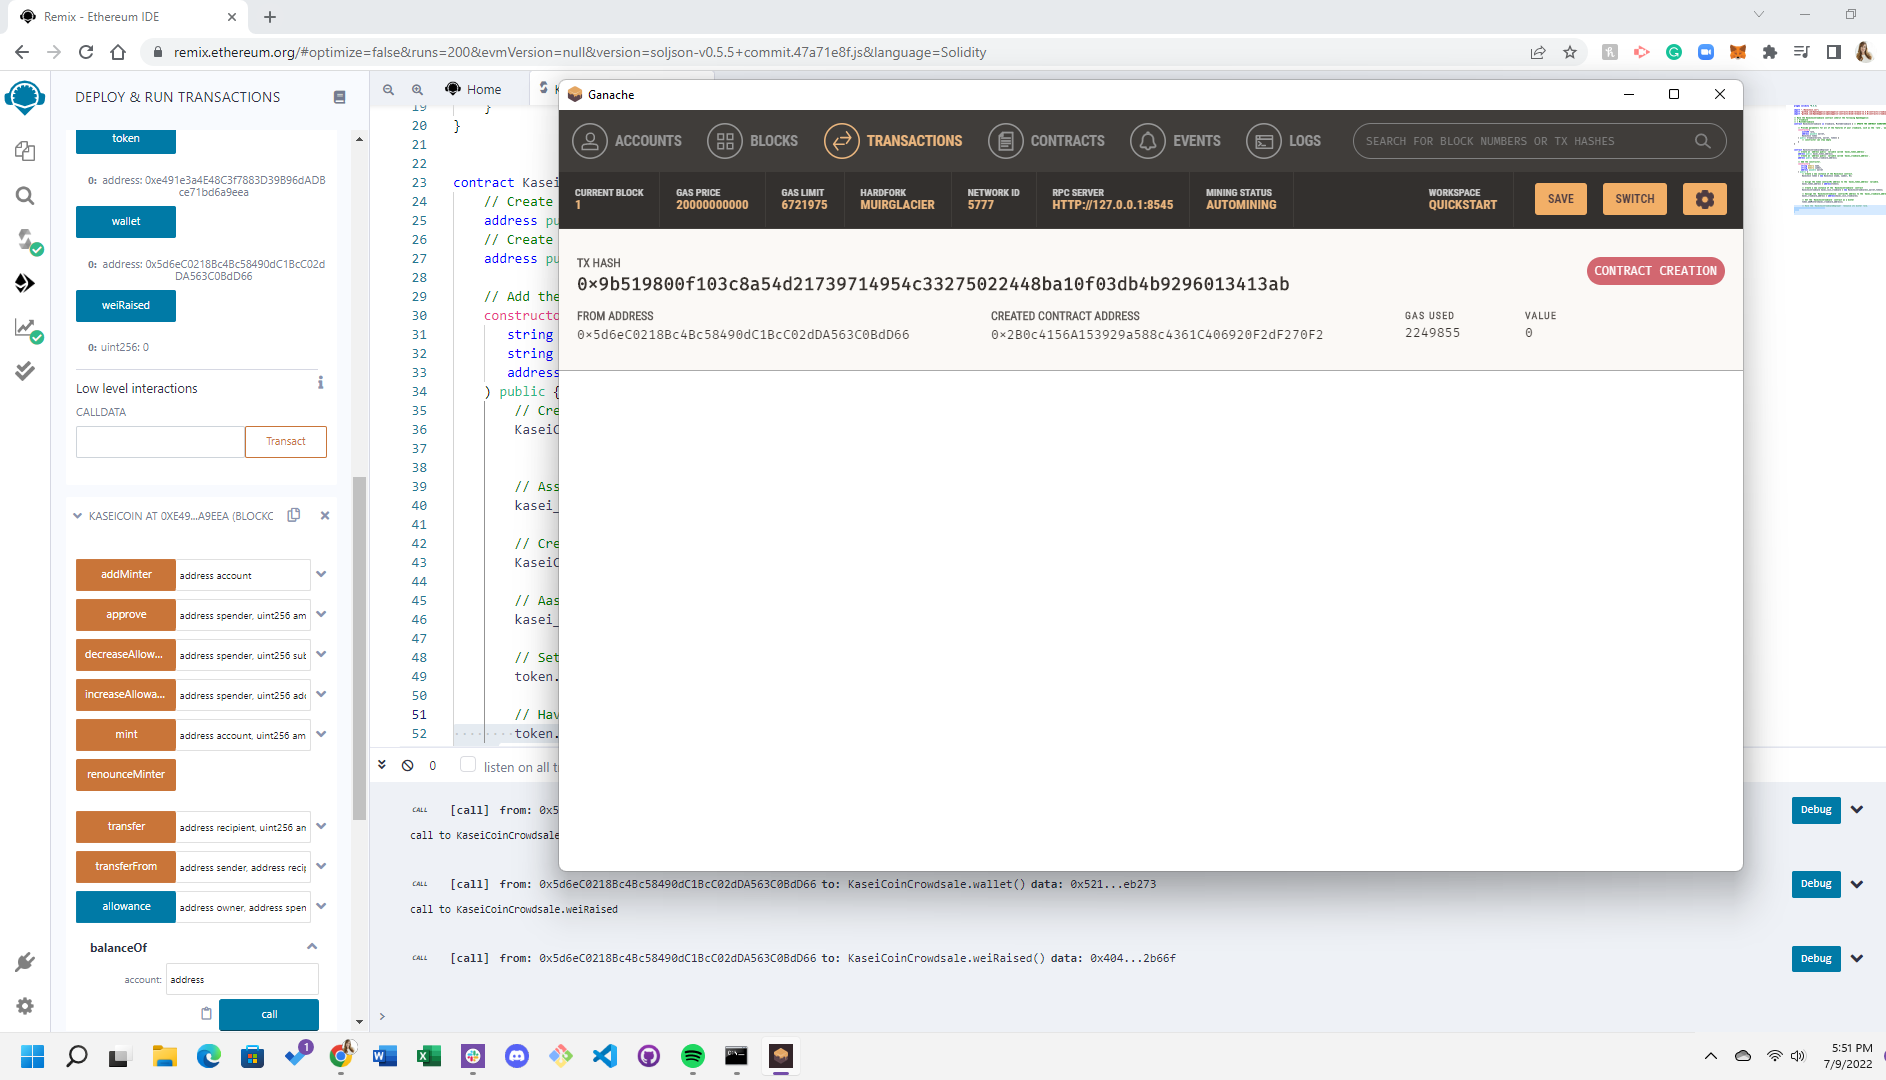 Remix - Ethereum IDE
remix.ethereum.org/#optimize=false&runs=200&evmVersion=null&version=soljson-v0.5.5+commit.47a71e8f.js&language=Solidity
DEPLOY & RUN TRANSACTIONS
token
0: address: 0xe491e3a4E48C3f7883D39B96dADB
ce71bd6a9eea
wallet
0: address: 0x5d6eC0218Bc4Bc58490dC1BcC02d
DA563C0BdD66
weiRaised
0: uint256: 0
Low level interactions
CALLDATA
Transact
KASEICOIN AT 0XE49...A9EEA (BLOCKC
addMinter
address account
approve
address spender, uint256 am
decreaseAllow...
address spender, uint256 sub
increaseAllowa...
address spender, uint256 add
mint
address account, uint256 am
renounceMinter
transfer
address recipient, uint256 am
transferFrom
address sender, address recip
allowance
address owner, address spen
balanceOf
account:
address
call
Home
19 }
20 }
21
22
23 contract Kasei
24 // Create
25 address pu
26 // Create
27 address pu
28
29 // Add the
30 constructo
31 string
32 string
33 address
34 ) public {
35 // Cre
36 KaseiC
37
38
39 // Ass
40 kasei_
41
42 // Cre
43 KaseiC
44
45 // Aas
46 kasei_
47
48 // Set
49 token.
50
51 // Hav
52 token.
0
listen on all t
CALL [call] from: 0x5
Debug
call to KaseiCoinCrowdsale
CALL [call] from: 0x5d6eC0218Bc4Bc58490dC1BcC02dDA563C0BdD66 to: KaseiCoinCrowdsale.wallet() data: 0x521...eb273
Debug
call to KaseiCoinCrowdsale.weiRaised
CALL [call] from: 0x5d6eC0218Bc4Bc58490dC1BcC02dDA563C0BdD66 to: KaseiCoinCrowdsale.weiRaised() data: 0x404...2b66f
Debug
>
Ganache
ACCOUNTS
BLOCKS
TRANSACTIONS
CONTRACTS
EVENTS
LOGS
SEARCH FOR BLOCK NUMBERS OR TX HASHES
CURRENT BLOCK
1
GAS PRICE
20000000000
GAS LIMIT
6721975
HARDFORK
MUIRGLACIER
NETWORK ID
5777
RPC SERVER
HTTP://127.0.0.1:8545
MINING STATUS
AUTOMINING
WORKSPACE
QUICKSTART
SAVE
SWITCH
TX HASH
0×9b519800f103c8a54d21739714954c33275022448ba10f03db4b9296013413ab
CONTRACT CREATION
FROM ADDRESS
0×5d6eC0218Bc4Bc58490dC1BcC02dDA563C0BdD66
CREATED CONTRACT ADDRESS
0×2B0c4156A153929a588c4361C406920F2dF270F2
GAS USED
2249855
VALUE
0
1
5:51 PM
7/9/2022